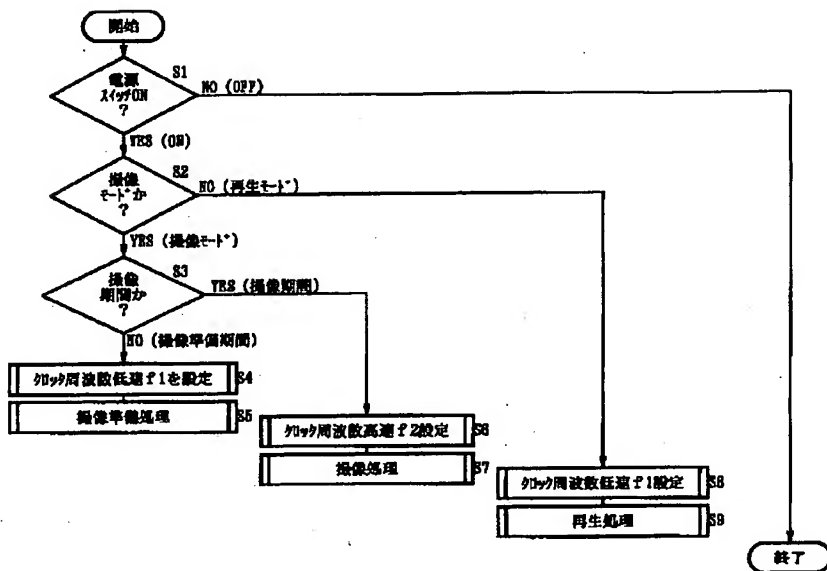 開始
電源
スイッチON
?
S1
NO (OFF)
YES (ON)
撮像
モードか
?
S2
NO (再生モード)
YES (撮像モード)
撮像
期間か
?
S3
YES (撮像期間)
NO (撮像準備期間)
クロック周波数低速f1を設定
S4
撮像準備処理
S5
クロック周波数高速f2設定
S6
撮像処理
S7
クロック周波数低速f1設定
S8
再生処理
S9
終了